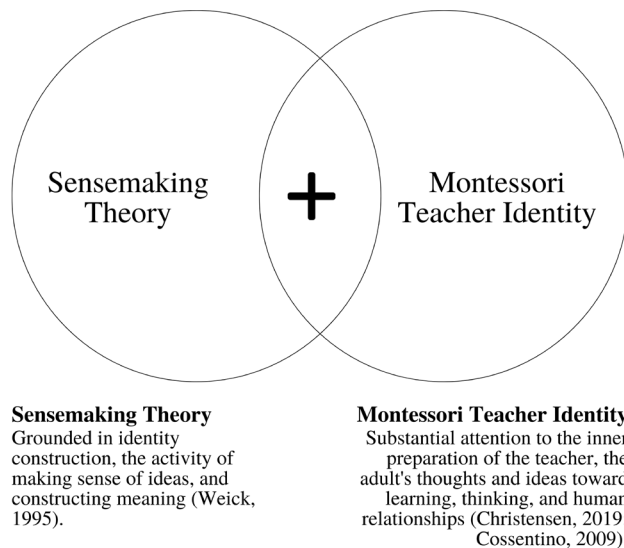 Sensemaking
Theory
+
Montessori
Teacher Identity
Sensemaking Theory
Grounded in identity
construction, the activity of
making sense of ideas, and
constructing meaning (Weick,
1995).
Montessori Teacher Identity
Substantial attention to the inner
preparation of the teacher, the
adult's thoughts and ideas toward
learning, thinking, and human
relationships (Christensen, 2019
Cossentino, 2009)